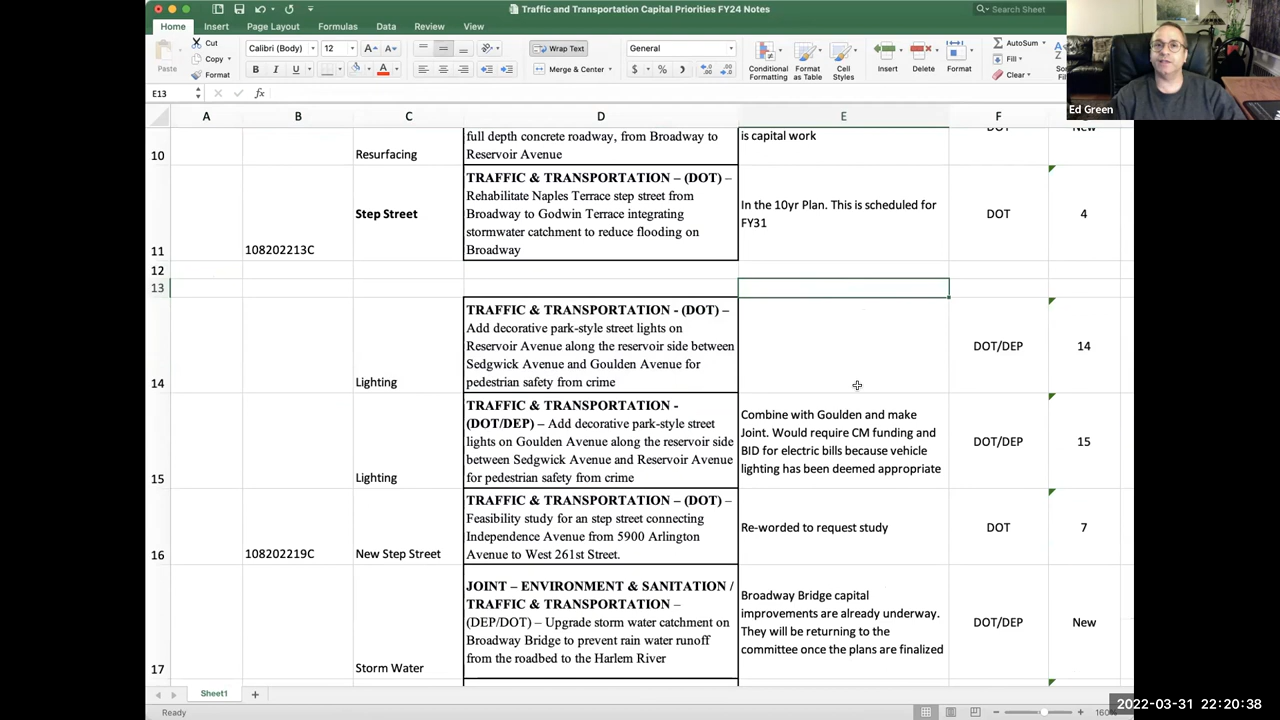 Traffic and Transportation Capital Priorities FY24 Notes
Search Sheet
Home Insert Page Layout Formulas Data Review View
Cut
Copy
Format
Paste
Calibri (Body) 12
B I U
Wrap Text
Merge & Center
General
$ %
Conditional Formatting
Format as Table
Cell Styles
Insert Delete Format
AutoSum
Fill
Clear
Ed Green
E13 fx
A B C D E F
10
Resurfacing
full depth concrete roadway, from Broadway to
Reservoir Avenue
is capital work
DOT
New
11
108202213C
Step Street
TRAFFIC & TRANSPORTATION – (DOT) –
Rehabilitate Naples Terrace step street from
Broadway to Godwin Terrace integrating
stormwater catchment to reduce flooding on
Broadway
In the 10yr Plan. This is scheduled for
FY31
DOT
4
12
13
14
Lighting
TRAFFIC & TRANSPORTATION - (DOT) –
Add decorative park-style street lights on
Reservoir Avenue along the reservoir side between
Sedgwick Avenue and Goulden Avenue for
pedestrian safety from crime
DOT/DEP
14
15
Lighting
TRAFFIC & TRANSPORTATION -
(DOT/DEP) – Add decorative park-style street
lights on Goulden Avenue along the reservoir side
between Sedgwick Avenue and Reservoir Avenue
for pedestrian safety from crime
Combine with Goulden and make
Joint. Would require CM funding and
BID for electric bills because vehicle
lighting has been deemed appropriate
DOT/DEP
15
16
108202219C
New Step Street
TRAFFIC & TRANSPORTATION – (DOT) –
Feasibility study for an step street connecting
Independence Avenue from 5900 Arlington
Avenue to West 261st Street.
Re-worded to request study
DOT
7
17
Storm Water
JOINT – ENVIRONMENT & SANITATION /
TRAFFIC & TRANSPORTATION –
(DEP/DOT) – Upgrade storm water catchment on
Broadway Bridge to prevent rain water runoff
from the roadbed to the Harlem River
Broadway Bridge capital
improvements are already underway.
They will be returning to the
committee once the plans are finalized
DOT/DEP
New
Sheet1
Ready
160%
2022-03-31 22:20:38